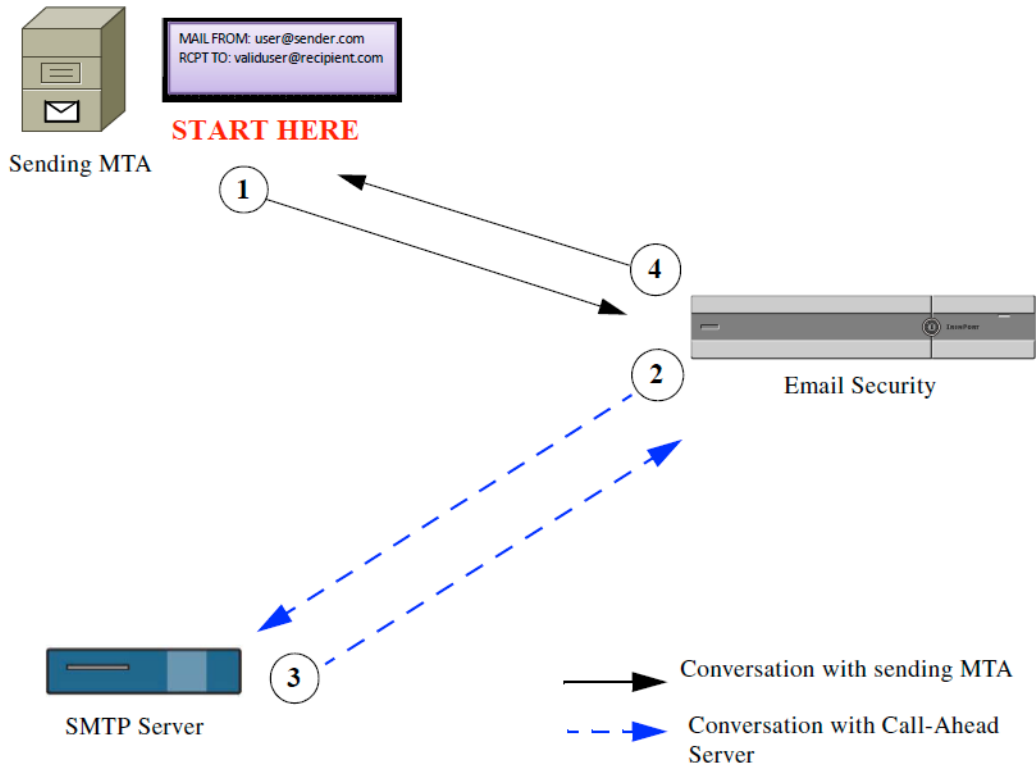 MAIL FROM: user@sender.com
RCPT TO: validuser@recipient.com
START HERE
Sending MTA
1
4
IRONPORT
2
Email Security
3
SMTP Server
Conversation with sending MTA
Conversation with Call-Ahead
Server